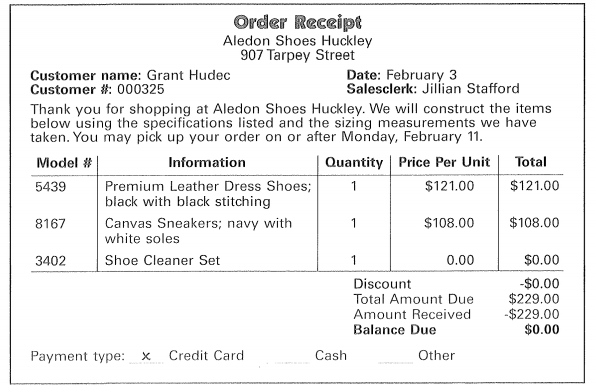 Order Receipt
Aledon Shoes Huckley
907 Tarpey Street
Customer name: Grant Hudec Date: February 3
Customer #: 000325 Salesclerk: Jillian Stafford
Thank you for shopping at Aledon Shoes Huckley. We will construct the items
below using the specifications listed and the sizing measurements we have
taken. You may pick up your order on or after Monday, February 11.
Model # Information Quantity Price Per Unit Total
5439 Premium Leather Dress Shoes; 1 $121.00 $121.00
black with black stitching
8167 Canvas Sneakers; navy with 1 $108.00 $108.00
white soles
3402 Shoe Cleaner Set 1 0.00 $0.00
Discount -$0.00
Total Amount Due $229.00
Amount Received -$229.00
Balance Due $0.00
Payment type: x Credit Card Cash Other